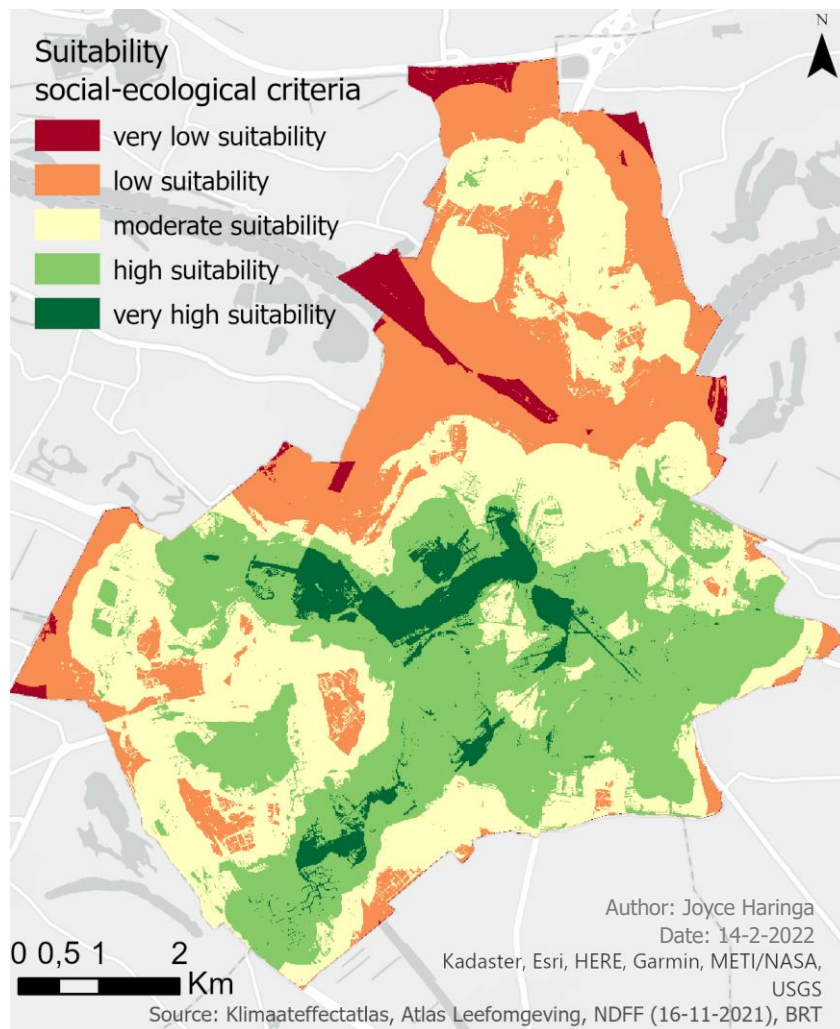 N
Suitability
social-ecological criteria
very low suitability
low suitability
moderate suitability
high suitability
very high suitability
Author: Joyce Haringa
Date: 14-2-2022
0 0,5 1 2
Km
Kadaster, Esri, HERE, Garmin, METI/NASA,
USGS
Source: Klimaateffectatlas, Atlas Leefomgeving, NDFF (16-11-2021), BRT